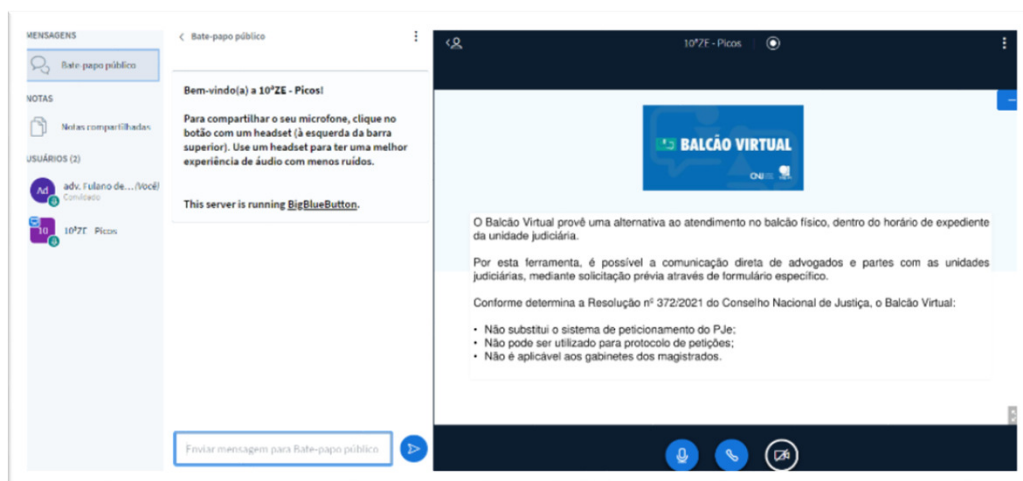 MENSAGENS
Bate-papo público
NOTAS
Notas compartilhadas
USUÁRIOS (2)
Ad
adv. Fulano de... (Você)
Convidado
10
10ªZE - Picos
Bate-papo público
Bem-vindo(a) a 10ªZE - Picos!
Para compartilhar o seu microfone, clique no
botão com um headset (à esquerda da barra
superior). Use um headset para ter uma melhor
experiência de áudio com menos ruídos.
This server is running BigBlueButton.
Enviar mensagem para Bate-papo público
10ªZE - Picos
BALCÃO VIRTUAL
CNJ
O Balcão Virtual provê uma alternativa ao atendimento no balcão físico, dentro do horário de expediente
da unidade judiciária.
Por esta ferramenta, é possível a comunicação direta de advogados e partes com as unidades
judiciárias, mediante solicitação prévia através de formulário específico.
Conforme determina a Resolução nº 372/2021 do Conselho Nacional de Justiça, o Balcão Virtual:
• Não substitui o sistema de peticionamento do PJe;
• Não pode ser utilizado para protocolo de petições;
• Não é aplicável aos gabinetes dos magistrados.